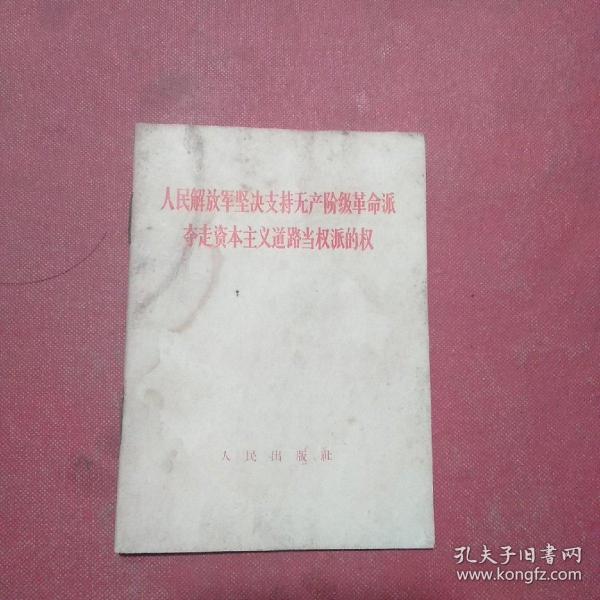 人民解放军坚决支持无产阶级革命派
夺走资本主义道路当权派的权
人民出版社
孔夫子旧書网
www.kongfz.com